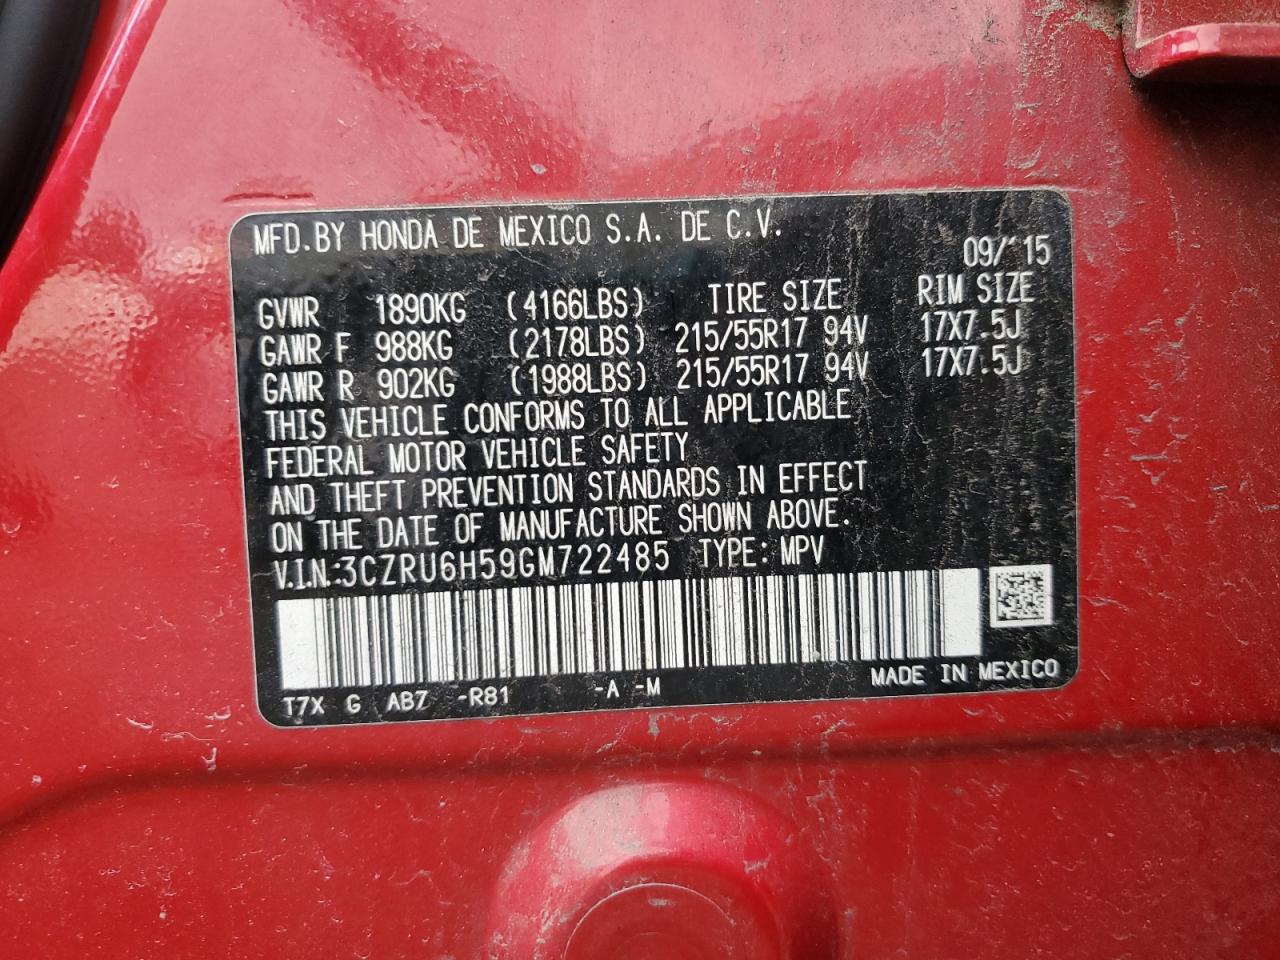 MFD.BY HONDA DE MEXICO S.A. DE C.V.
09/15
GVWR 1890KG (4166LBS) TIRE SIZE RIM SIZE
GAWR F 988KG (2178LBS) 215/55R17 94V 17X7.5J
GAWR R 902KG (1988LBS) 215/55R17 94V 17X7.5J
THIS VEHICLE CONFORMS TO ALL APPLICABLE
FEDERAL MOTOR VEHICLE SAFETY
AND THEFT PREVENTION STANDARDS IN EFFECT
ON THE DATE OF MANUFACTURE SHOWN ABOVE.
V.I.N.:3CZRU6H59GM722485 TYPE: MPV
MADE IN MEXICO
T7X G AB7 -R81 -A -M